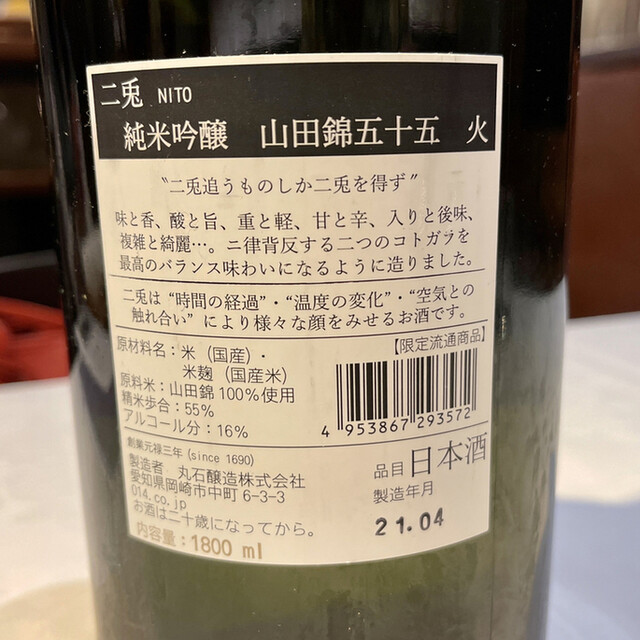 二兎 NITO
純米吟醸 山田錦五十五 火
"二兎追うものしか二兎を得ず"
味と香、酸と旨、重と軽、甘と辛、入りと後味、
複雑と綺麗…。二律背反する二つのコトガラを
最高のバランス味わいになるように造りました。
二兎は"時間の経過"・"温度の変化"・"空気との
触れ合い"により様々な顔をみせるお酒です。
原材料名：米（国産）・
米麹（国産米）
原料米：山田錦100%使用
精米歩合：55%
アルコール分：16%
【限定流通商品】
4 953867 293572
創業元禄三年 (since 1690)
製造者 丸石醸造株式会社
愛知県岡崎市中町 6-3-3
014.co.jp
お酒は二十歳になってから。
内容量：1800 ml
品目 日本酒
製造年月
21.04